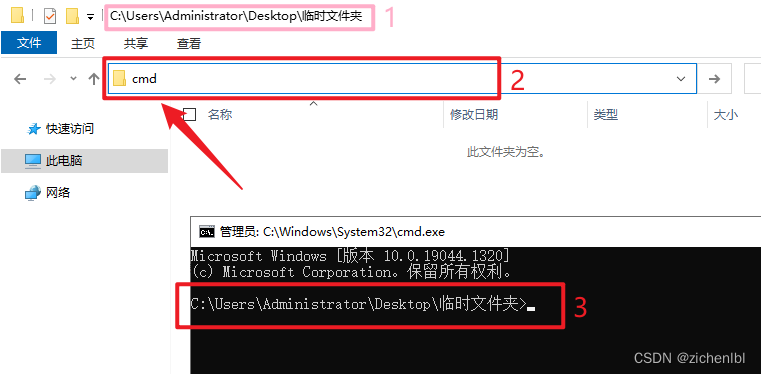 C:\Users\Administrator\Desktop\临时文件夹
1
文件 主页 共享 查看
cmd
2
名称 修改日期 类型 大小
快速访问
此文件夹为空。
此电脑
网络
管理员: C:\Windows\System32\cmd.exe
Microsoft Windows [版本 10.0.19044.1320]
(c) Microsoft Corporation。保留所有权利。
C:\Users\Administrator\Desktop\临时文件夹>
3
CSDN @zichenlbl